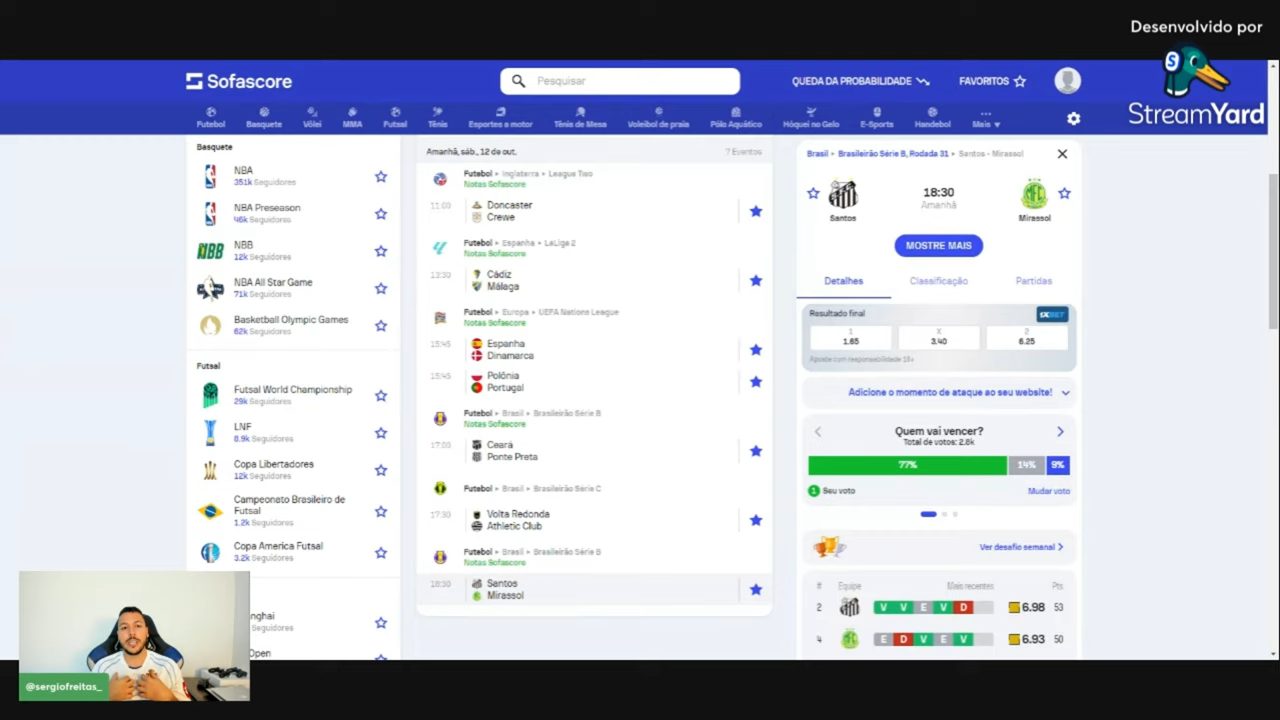 Desenvolvido por
StreamYard
Sofascore
Pesquisar
QUEDA DA PROBABILIDADE
FAVORITOS
Futebol
Basquete
Vôlei
MMA
Futsal
Tênis
Esportes a motor
Tênis de Mesa
Voleibol de praia
Pólo Aquático
Hóquei no Gelo
E-Sports
Handebol
Mais
Basquete
NBA
351k Seguidores
NBA Preseason
46k Seguidores
NBB
NBB
12k Seguidores
NBA All Star Game
71k Seguidores
Basketball Olympic Games
62k Seguidores
Futsal
Futsal World Championship
29k Seguidores
LNF
8.9k Seguidores
Copa Libertadores
12k Seguidores
Campeonato Brasileiro de
Futsal
1.2k Seguidores
Copa America Futsal
3.2k Seguidores
nghai
Seguidores
Open
@sergiofreitas_
Amanhã, sáb., 12 de out.
7 Eventos
Futebol Inglaterra League Two
Notas Sofascore
11:00
Doncaster
Crewe
Futebol Espanha LaLiga 2
Notas Sofascore
13:30
Cádiz
Málaga
Futebol Europa UEFA Nations League
Notas Sofascore
15:45
Espanha
Dinamarca
15:45
Polônia
Portugal
Futebol Brasil Brasileirão Série B
Notas Sofascore
17:00
Ceará
Ponte Preta
Futebol Brasil Brasileirão Série C
17:30
Volta Redonda
Athletic Club
Futebol Brasil Brasileirão Série B
Notas Sofascore
18:30
Santos
Mirassol
Brasil Brasileirão Série B, Rodada 31 Santos - Mirassol
18:30
Amanhã
Santos
Mirassol
MOSTRE MAIS
Detalhes
Classificação
Partidas
Resultado final
1XBET
1
1.65
X
3.40
2
6.25
Aposte com responsabilidade 18+
Adicione o momento de ataque ao seu website!
Quem vai vencer?
Total de votos: 2.8k
77%
14%
9%
1 Seu voto
Mudar voto
Ver desafio semanal
# Equipe Mais recentes Pts
2 V V E V D 6.98 53
4 E D V E V 6.93 50